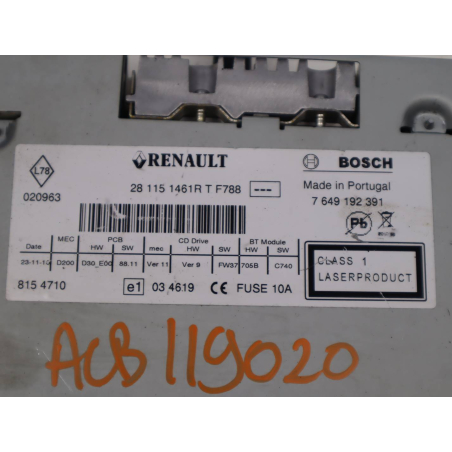 RENAULT BOSCH
L78
28 115 1461R T F788 ---
Made in Portugal
020963
7 649 192 391
Pb
MEC PCB CD Drive BT Module
Date HW SW mec HW SW HW SW
23-11-10 D200 D30_E00 88.11 Ver 11 Ver 9 FW37 705B C740
CLASS 1
LASERPRODUCT
815 4710 e1 03 4619 CE FUSE 10A
ACB119020